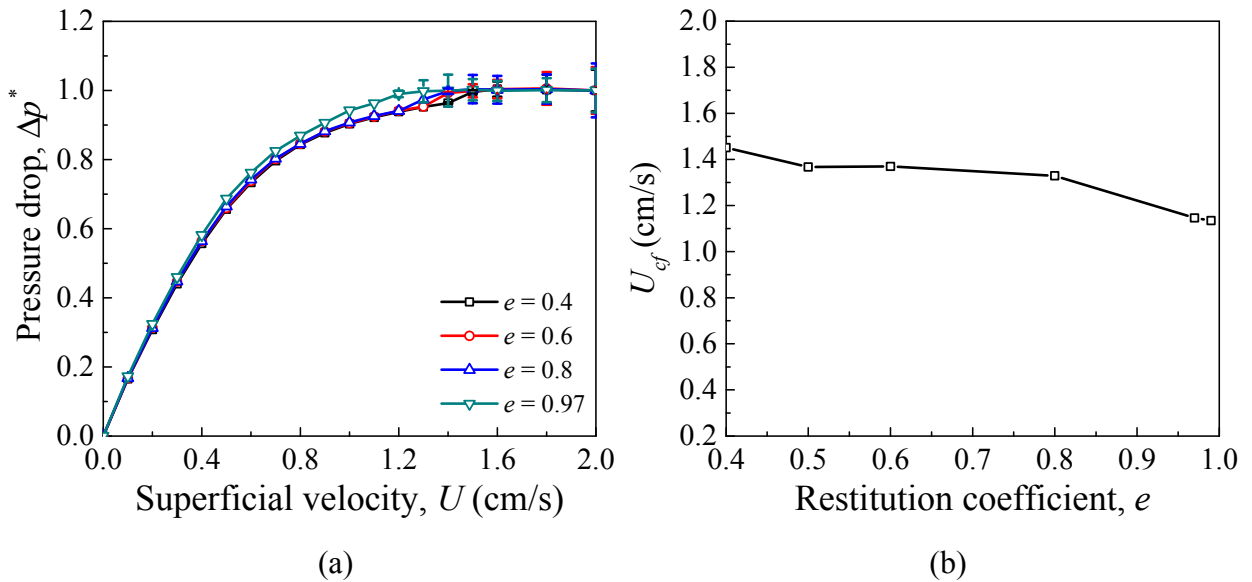 1.2
1.0
0.8
0.6
0.4
0.2
0.0
Pressure drop, Δp*
e = 0.4
e = 0.6
e = 0.8
e = 0.97
0.0 0.4 0.8 1.2 1.6 2.0
Superficial velocity, U (cm/s)
(a)
2.0
1.8
1.6
1.4
1.2
1.0
0.8
0.6
0.4
0.2
U_cf (cm/s)
0.4 0.5 0.6 0.7 0.8 0.9 1.0
Restitution coefficient, e
(b)